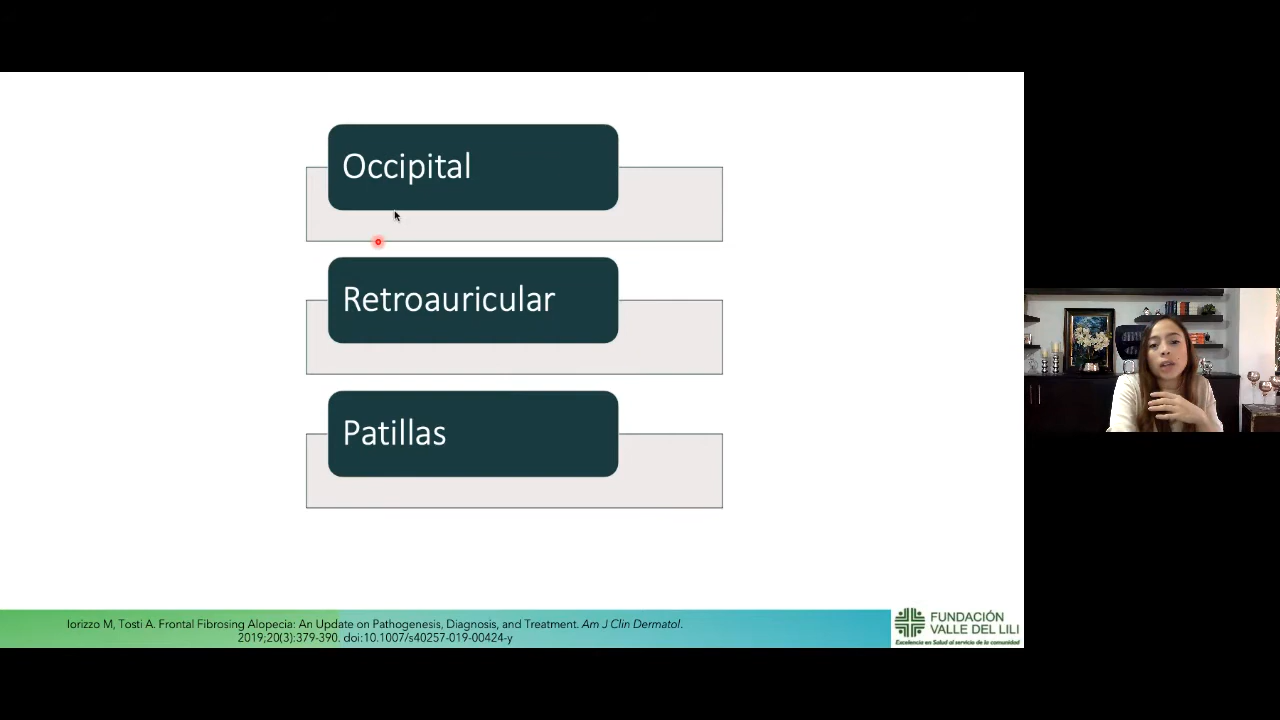 Occipital
Retroauricular
Patillas
Iorizzo M, Tosti A. Frontal Fibrosing Alopecia: An Update on Pathogenesis, Diagnosis, and Treatment. Am J Clin Dermatol.
2019;20(3):379-390. doi:10.1007/s40257-019-00424-y
FUNDACIÓN
VALLE DEL LILI
Excelencia en Salud al servicio de la comunidad